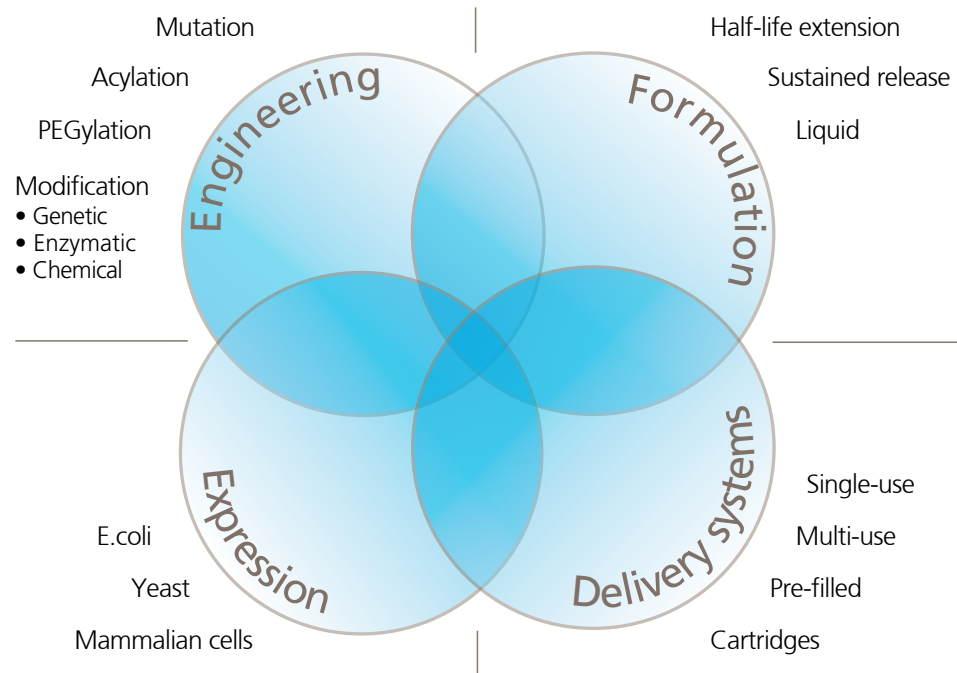 Mutation
Acylation
PEGylation
Modification
• Genetic
• Enzymatic
• Chemical
Engineering
Half-life extension
Sustained release
Liquid
Formulation
Expression
E.coli
Yeast
Mammalian cells
Delivery systems
Single-use
Multi-use
Pre-filled
Cartridges